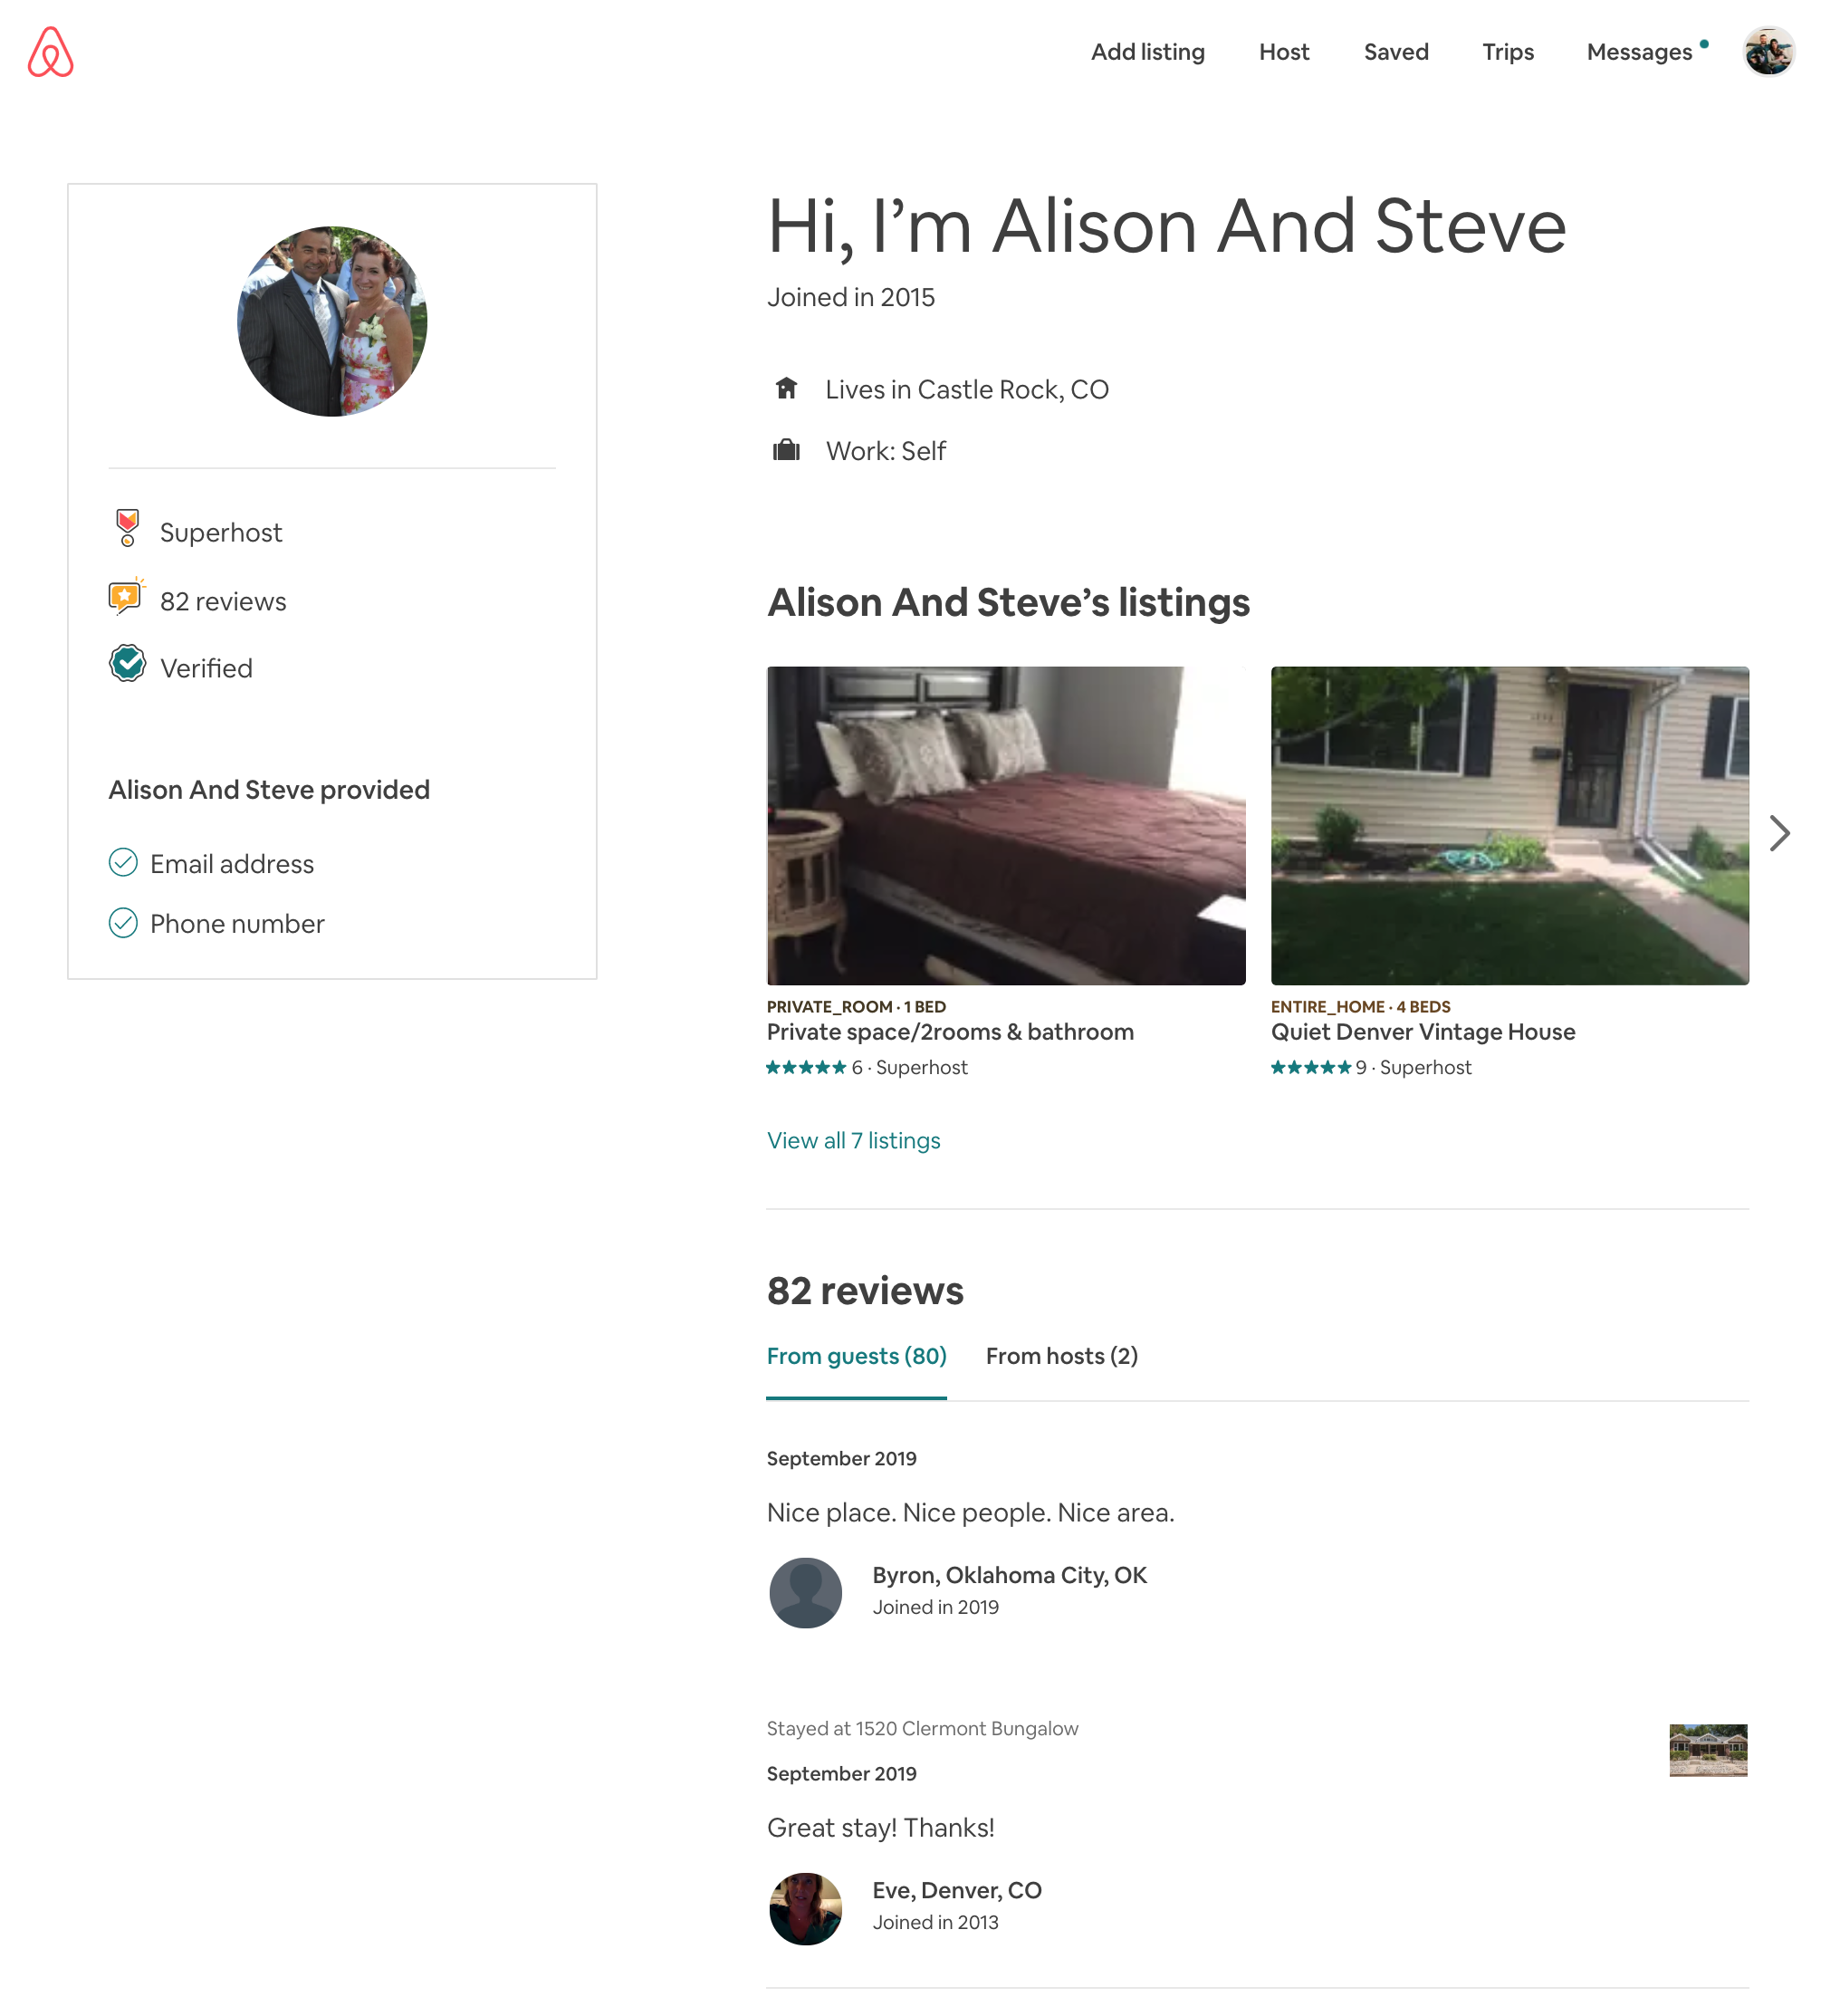 Add listing
Host
Saved
Trips
Messages
Hi, I’m Alison And Steve
Joined in 2015
Lives in Castle Rock, CO
Work: Self
Superhost
82 reviews
Verified
Alison And Steve provided
Email address
Phone number
Alison And Steve’s listings
PRIVATE_ROOM · 1 BED
Private space/2rooms & bathroom
6 · Superhost
ENTIRE_HOME · 4 BEDS
Quiet Denver Vintage House
9 · Superhost
View all 7 listings
82 reviews
From guests (80)
From hosts (2)
September 2019
Nice place. Nice people. Nice area.
Byron, Oklahoma City, OK
Joined in 2019
Stayed at 1520 Clermont Bungalow
September 2019
Great stay! Thanks!
Eve, Denver, CO
Joined in 2013